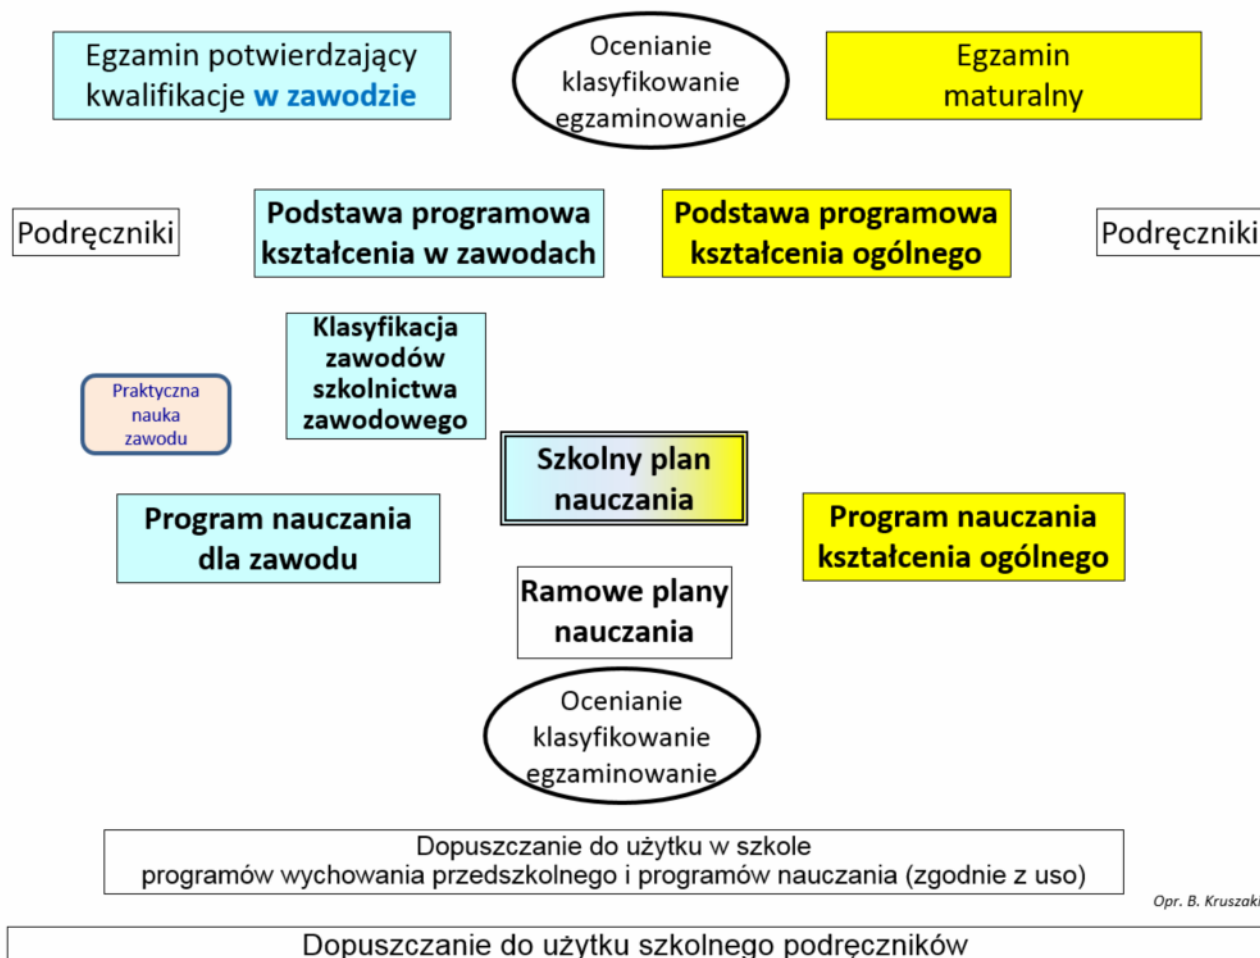 Egzamin potwierdzający
kwalifikacje w zawodzie
Ocenianie
klasyfikowanie
egzaminowanie
Egzamin
maturalny
Podręczniki
Podstawa programowa
kształcenia w zawodach
Podstawa programowa
kształcenia ogólnego
Podręczniki
Klasyfikacja
zawodów
szkolnictwa
zawodowego
Praktyczna
nauka
zawodu
Szkolny plan
nauczania
Program nauczania
dla zawodu
Program nauczania
kształcenia ogólnego
Ramowe plany
nauczania
Ocenianie
klasyfikowanie
egzaminowanie
Dopuszczanie do użytku w szkole
programów wychowania przedszkolnego i programów nauczania (zgodnie z uso)
Opr. B. Kruszaki
Dopuszczanie do użytku szkolnego podręczników